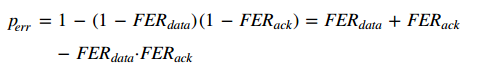 p_err = 1 − (1 − FER_data)(1 − FER_ack) = FER_data + FER_ack
− FER_data·FER_ack